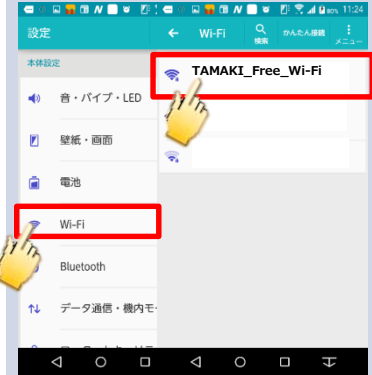 80% 11:24
設定
本体設定
音・バイブ・LED
壁紙・画面
電池
Wi-Fi
Bluetooth
データ通信・機内モ
Wi-Fi
検索
かんたん接続
メニュー
TAMAKI_Free_Wi-Fi